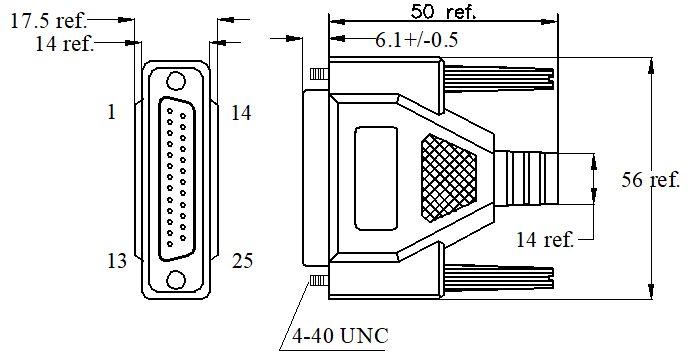 50 ref.
17.5 ref.
14 ref.
6.1+/-0.5
1
14
56 ref.
14 ref.
13
25
4-40 UNC